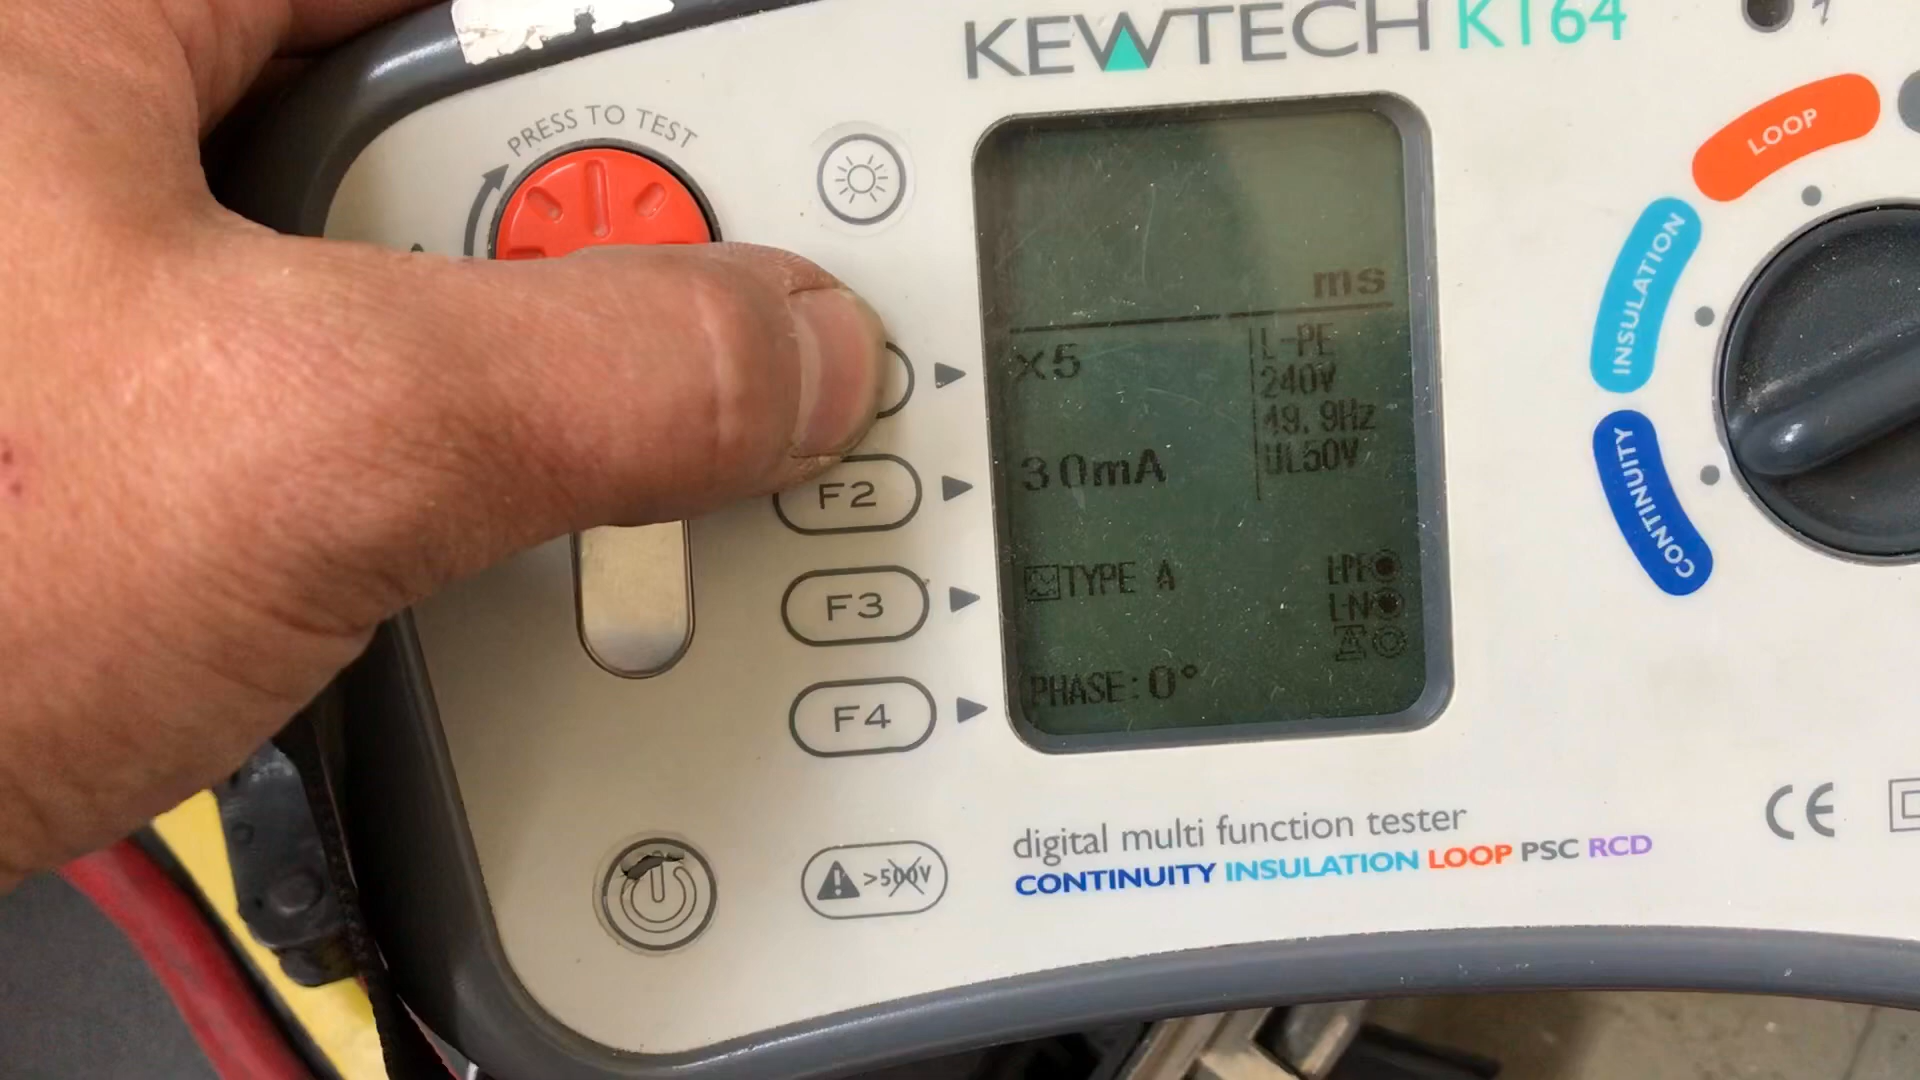 KEWTECH KT64
PRESS TO TEST
LOOP
INSULATION
CONTINUITY
ms
x5
L-PE
240V
49.9Hz
UL50V
30mA
F2
F3
TYPE A
L-PE
L-N
F4
PHASE:0°
>500V
digital multi function tester
CONTINUITY INSULATION LOOP PSC RCD
CE